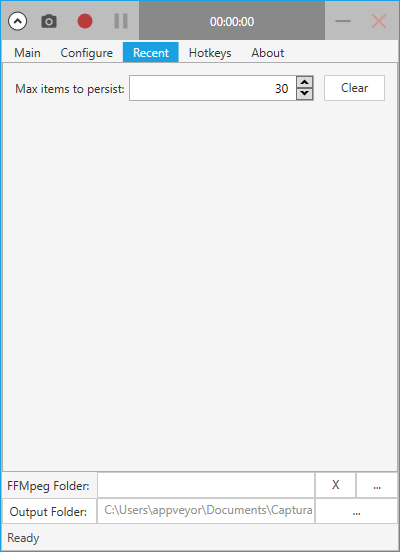 00:00:00
Main Configure Recent Hotkeys About
Max items to persist: 30 Clear
FFMpeg Folder: X ...
Output Folder: C:\Users\appveyor\Documents\Captura ...
Ready